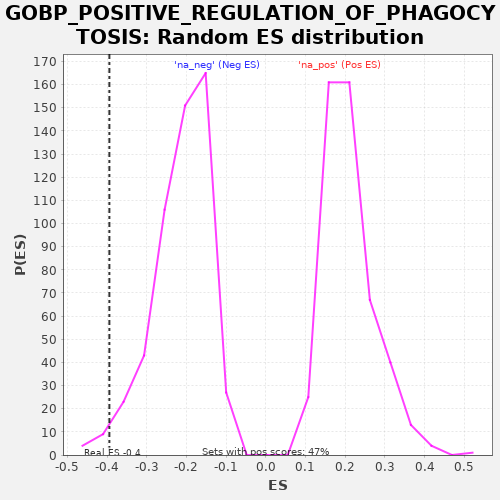 GOBP_POSITIVE_REGULATION_OF_PHAGOCY
TOSIS: Random ES distribution
'na_neg' (Neg ES)
'na_pos' (Pos ES)
170
160
150
140
130
120
110
100
90
80
70
60
50
40
30
20
10
0
P(ES)
Real ES -0.4
Sets with pos scores: 47%
-0.5 -0.4 -0.3 -0.2 -0.1 0.0 0.1 0.2 0.3 0.4 0.5
ES